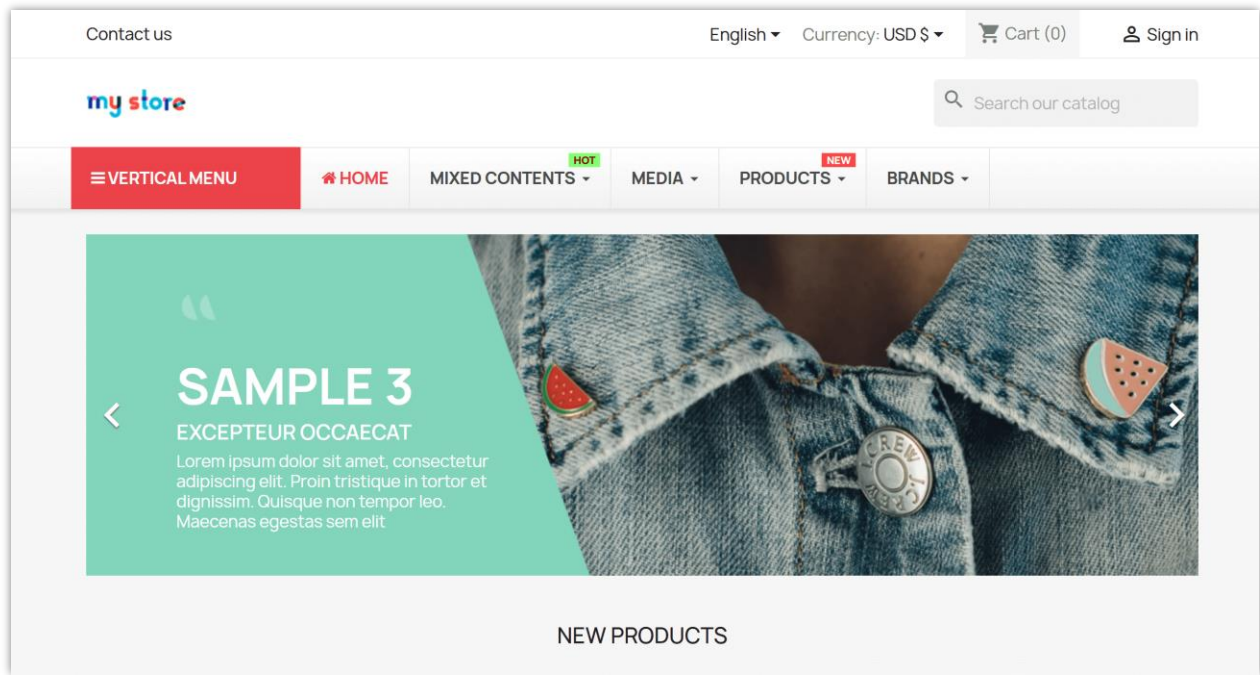 Contact us
English
Currency: USD $
Cart (0)
Sign in
my store
Search our catalog
VERTICAL MENU
HOME
HOT
MIXED CONTENTS
MEDIA
NEW
PRODUCTS
BRANDS
SAMPLE 3
EXCEPTEUR OCCAECAT
Lorem ipsum dolor sit amet, consectetur
adipiscing elit. Proin tristique in tortor et
dignissim. Quisque non tempor leo.
Maecenas egestas sem elit
J.CREW J.CREW
NEW PRODUCTS